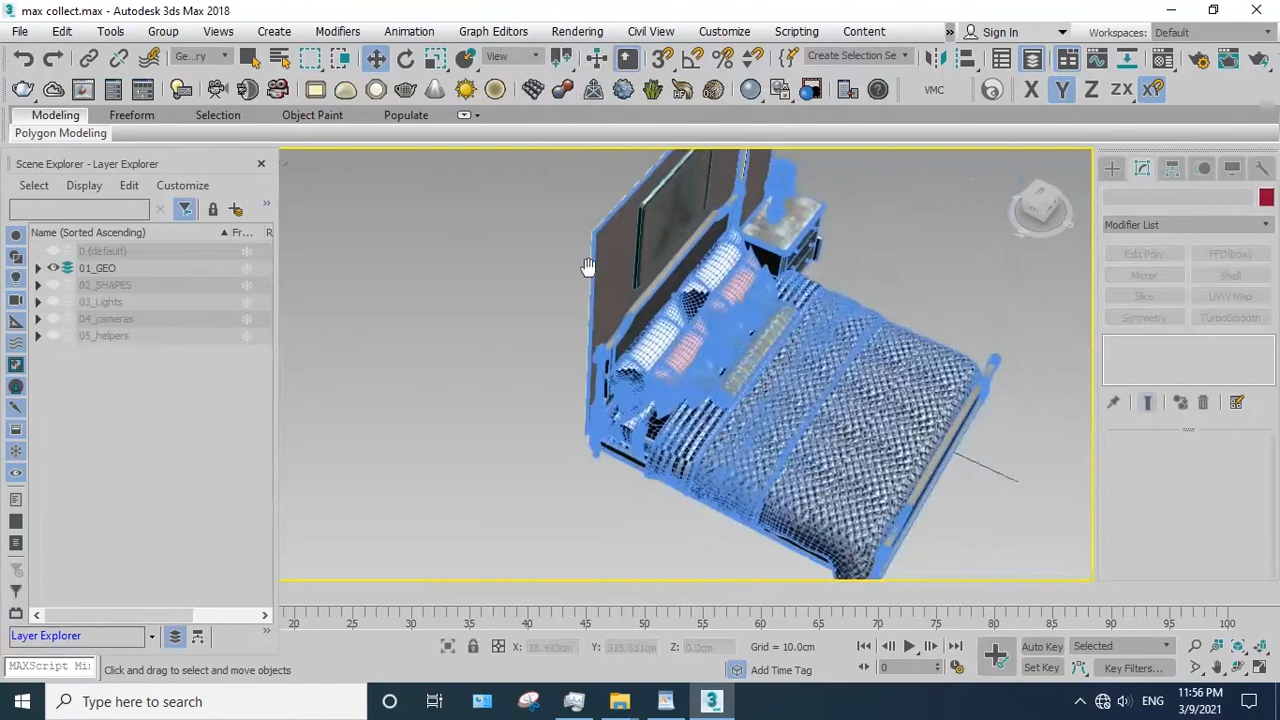 max collect.max - Autodesk 3ds Max 2018
File Edit Tools Group Views Create Modifiers Animation Graph Editors Rendering Civil View Customize Scripting Content » Sign In Workspaces: Default
Ge...ry View Create Selection Se
VMC X Y Z ZX XY
Modeling Freeform Selection Object Paint Populate
Polygon Modeling
Scene Explorer - Layer Explorer
Select Display Edit Customize
Name (Sorted Ascending) Fr... R
0 (default)
01_GEO
02_SHAPES
03_Lights
04_cameras
05_helpers
Modifier List
Edit Poly FFD(box)
Mirror Shell
Slice UVW Map
Symmetry TurboSmooth
20 25 30 35 40 45 50 55 60 65 70 75 80 85 90 95 100
Layer Explorer
X: Y: Z: 0.0cm Grid = 10.0cm Auto Key Selected
MAXScript Mi Click and drag to select and move objects Add Time Tag 0 Set Key Key Filters...
Type here to search
ENG 11:56 PM
3/9/2021